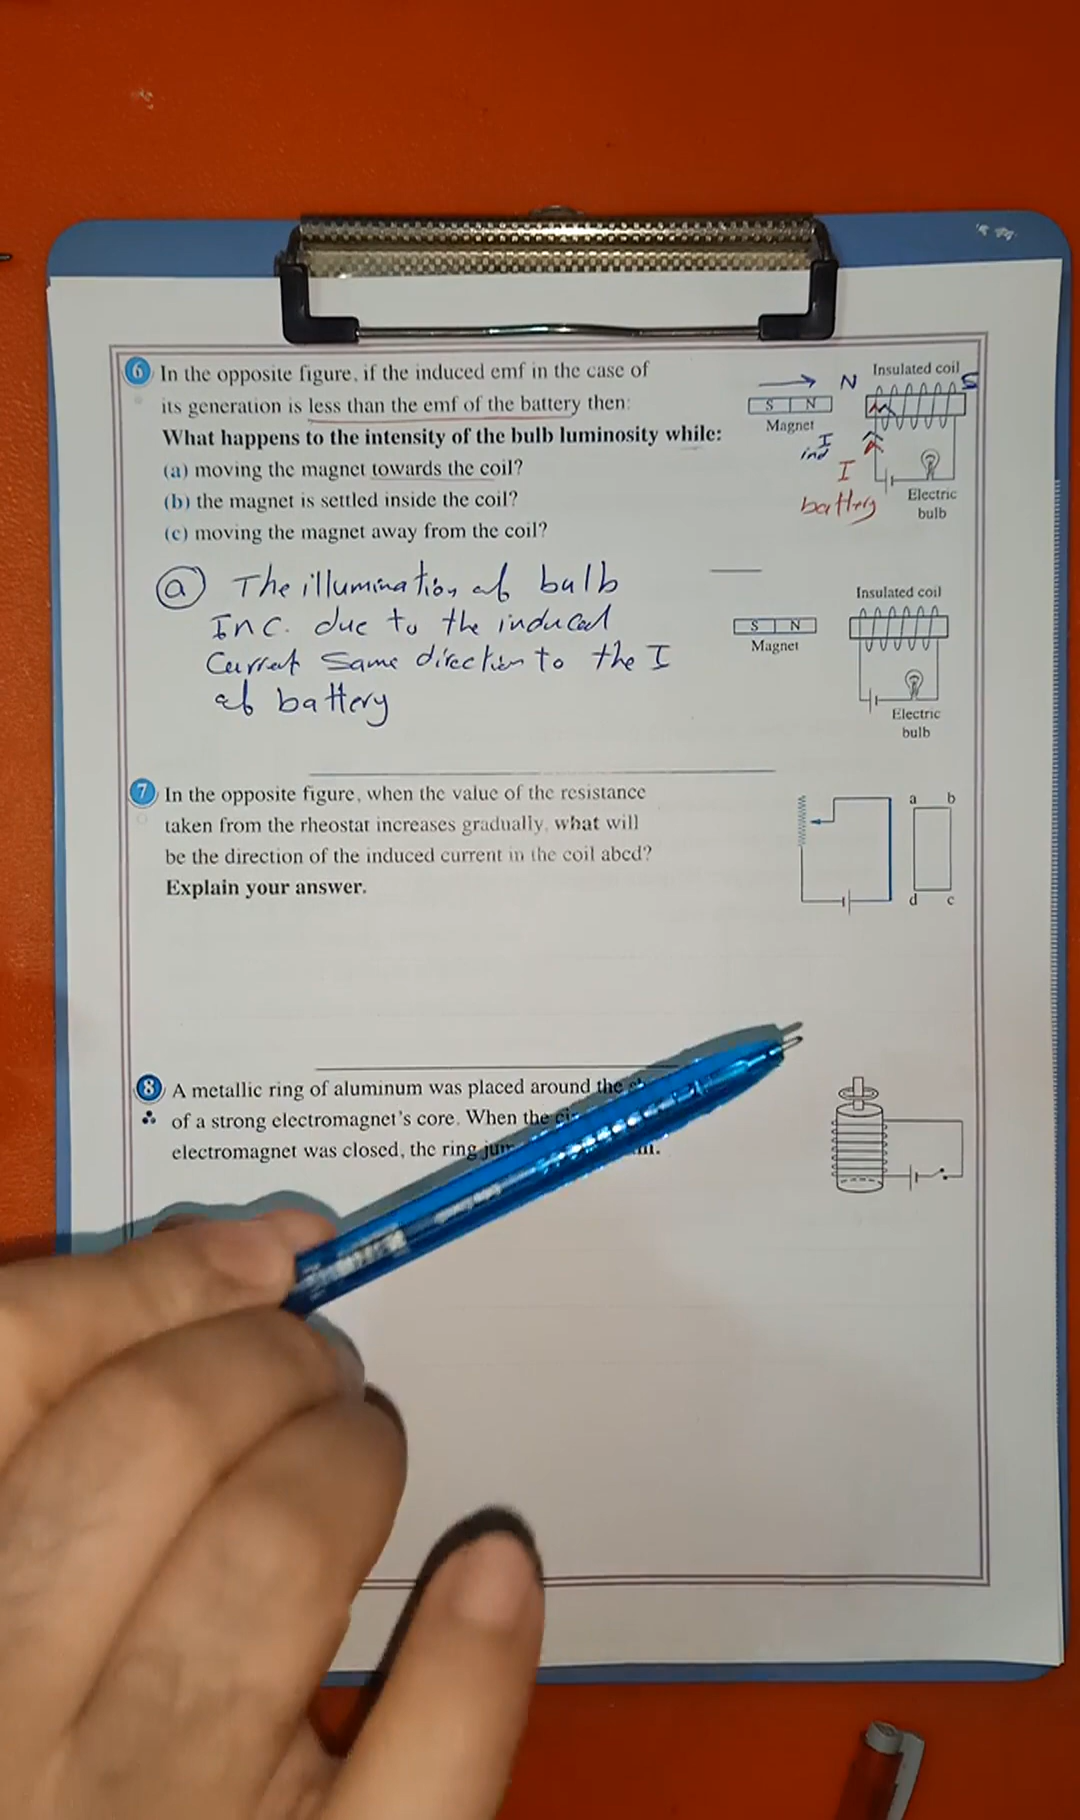 6 In the opposite figure, if the induced emf in the case of
its generation is less than the emf of the battery then:
What happens to the intensity of the bulb luminosity while:
(a) moving the magnet towards the coil?
(b) the magnet is settled inside the coil?
(c) moving the magnet away from the coil?
Insulated coil
N
S
S N
Magnet
I
ind
I
battery
Electric
bulb
a The illumination of bulb
Inc. due to the induced
Current same direction to the I
of battery
Insulated coil
S N
Magnet
Electric
bulb
7 In the opposite figure, when the value of the resistance
taken from the rheostat increases gradually, what will
be the direction of the induced current in the coil abcd?
Explain your answer.
a b
d c
8 A metallic ring of aluminum was placed around the
of a strong electromagnet's core. When the
electromagnet was closed, the ring